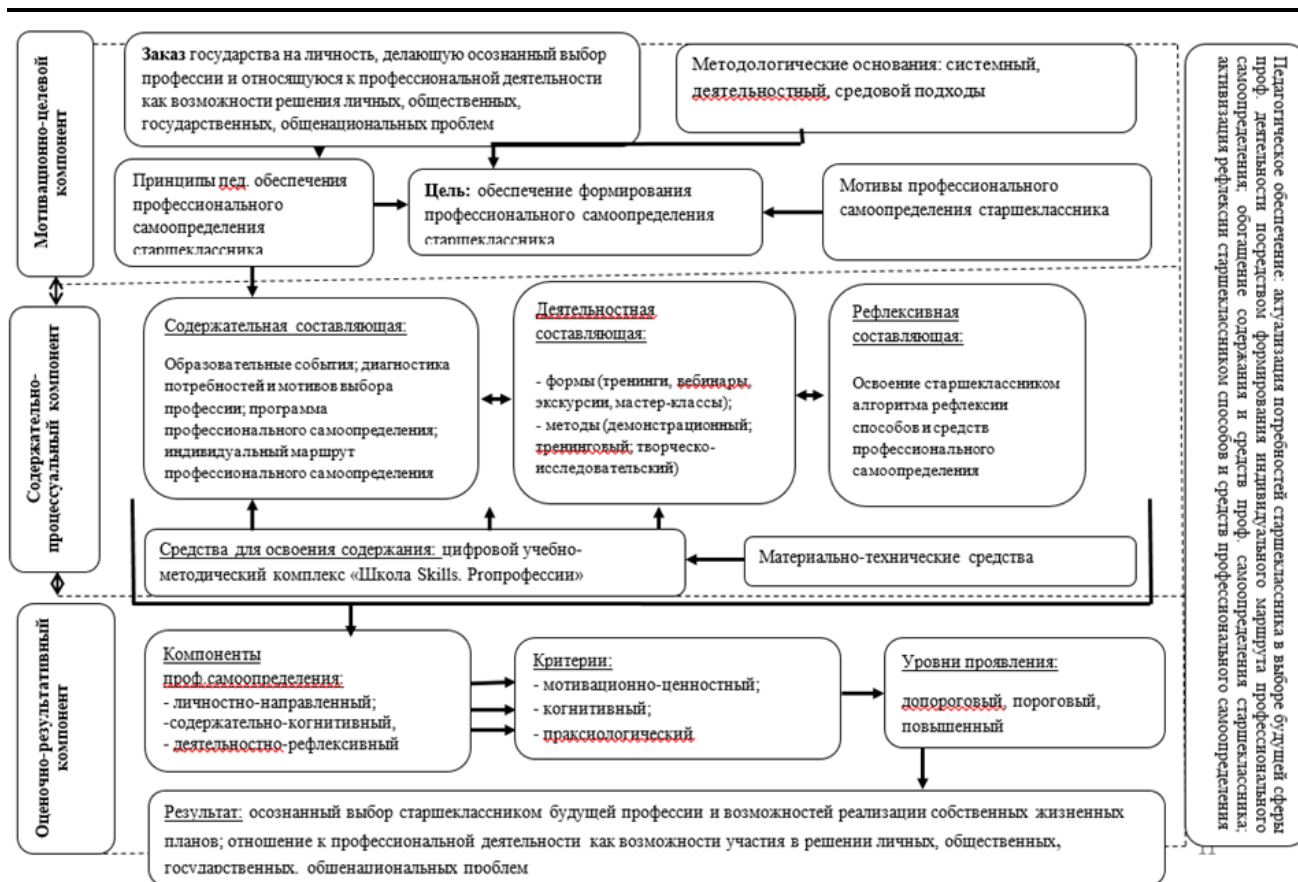 Мотивационно-целевой
компонент
Заказ государства на личность, делающую осознанный выбор
профессии и относящуюся к профессиональной деятельности
как возможности решения личных, общественных,
государственных, общенациональных проблем
Методологические основания: системный,
деятельностный, средовой подходы
Принципы пед. обеспечения
профессионального
самоопределения
старшеклассника
Цель: обеспечение формирования
профессионального самоопределения
старшеклассника
Мотивы профессионального
самоопределения старшеклассника
Содержательно-
процессуальный компонент
Содержательная составляющая:
Образовательные события; диагностика
потребностей и мотивов выбора
профессии; программа
профессионального самоопределения;
индивидуальный маршрут
профессионального самоопределения
Деятельностная
составляющая:
- формы (тренинги, вебинары,
экскурсии, мастер-классы);
- методы (демонстрационный;
тренинговый; творческо-
исследовательский)
Рефлексивная
составляющая:
Освоение старшеклассником
алгоритма рефлексии
способов и средств
профессионального
самоопределения
Средства для освоения содержания: цифровой учебно-
методический комплекс «Школа Skills. Proпрофессии»
Материально-технические средства
Оценочно-результативный
компонент
Компоненты
проф.самоопределения:
- личностно-направленный;
-содержательно-когнитивный,
- деятельностно-рефлексивный
Критерии:
- мотивационно-ценностный;
- когнитивный;
- праксиологический
Уровни проявления:
допороговый, пороговый,
повышенный
Результат: осознанный выбор старшеклассником будущей профессии и возможностей реализации собственных жизненных
планов; отношение к профессиональной деятельности как возможности участия в решении личных, общественных,
государственных, общенациональных проблем
Педагогическое обеспечение: актуализация потребностей старшеклассника в выборе будущей сферы
проф. деятельности посредством формирования индивидуального маршрута профессионального
самоопределения; обогащение содержания и средств проф. самоопределения старшеклассника;
активизация рефлексии старшеклассником способов и средств профессионального самоопределения